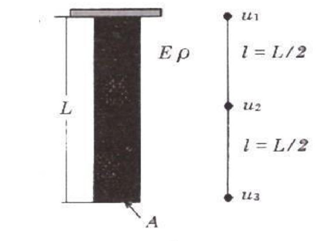 u₁
E ρ
l = L/2
L
u₂
l = L/2
u₃
A